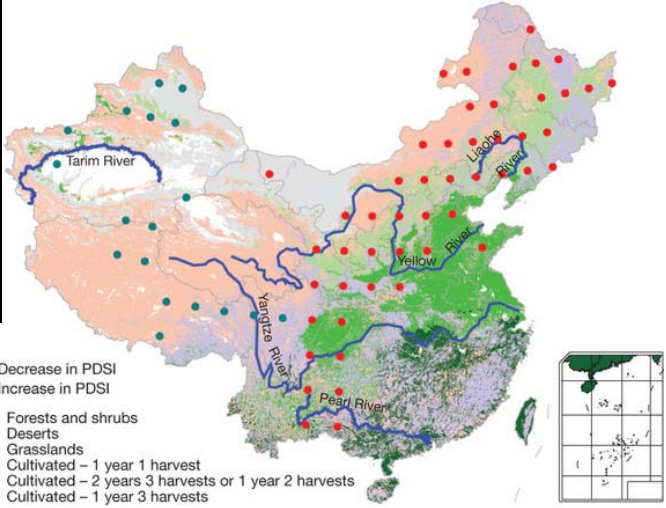 Tarim River
Liaohe
River
Yellow
River
Yangtze River
Pearl River
Decrease in PDSI
Increase in PDSI
Forests and shrubs
Deserts
Grasslands
Cultivated – 1 year 1 harvest
Cultivated – 2 years 3 harvests or 1 year 2 harvests
Cultivated – 1 year 3 harvests